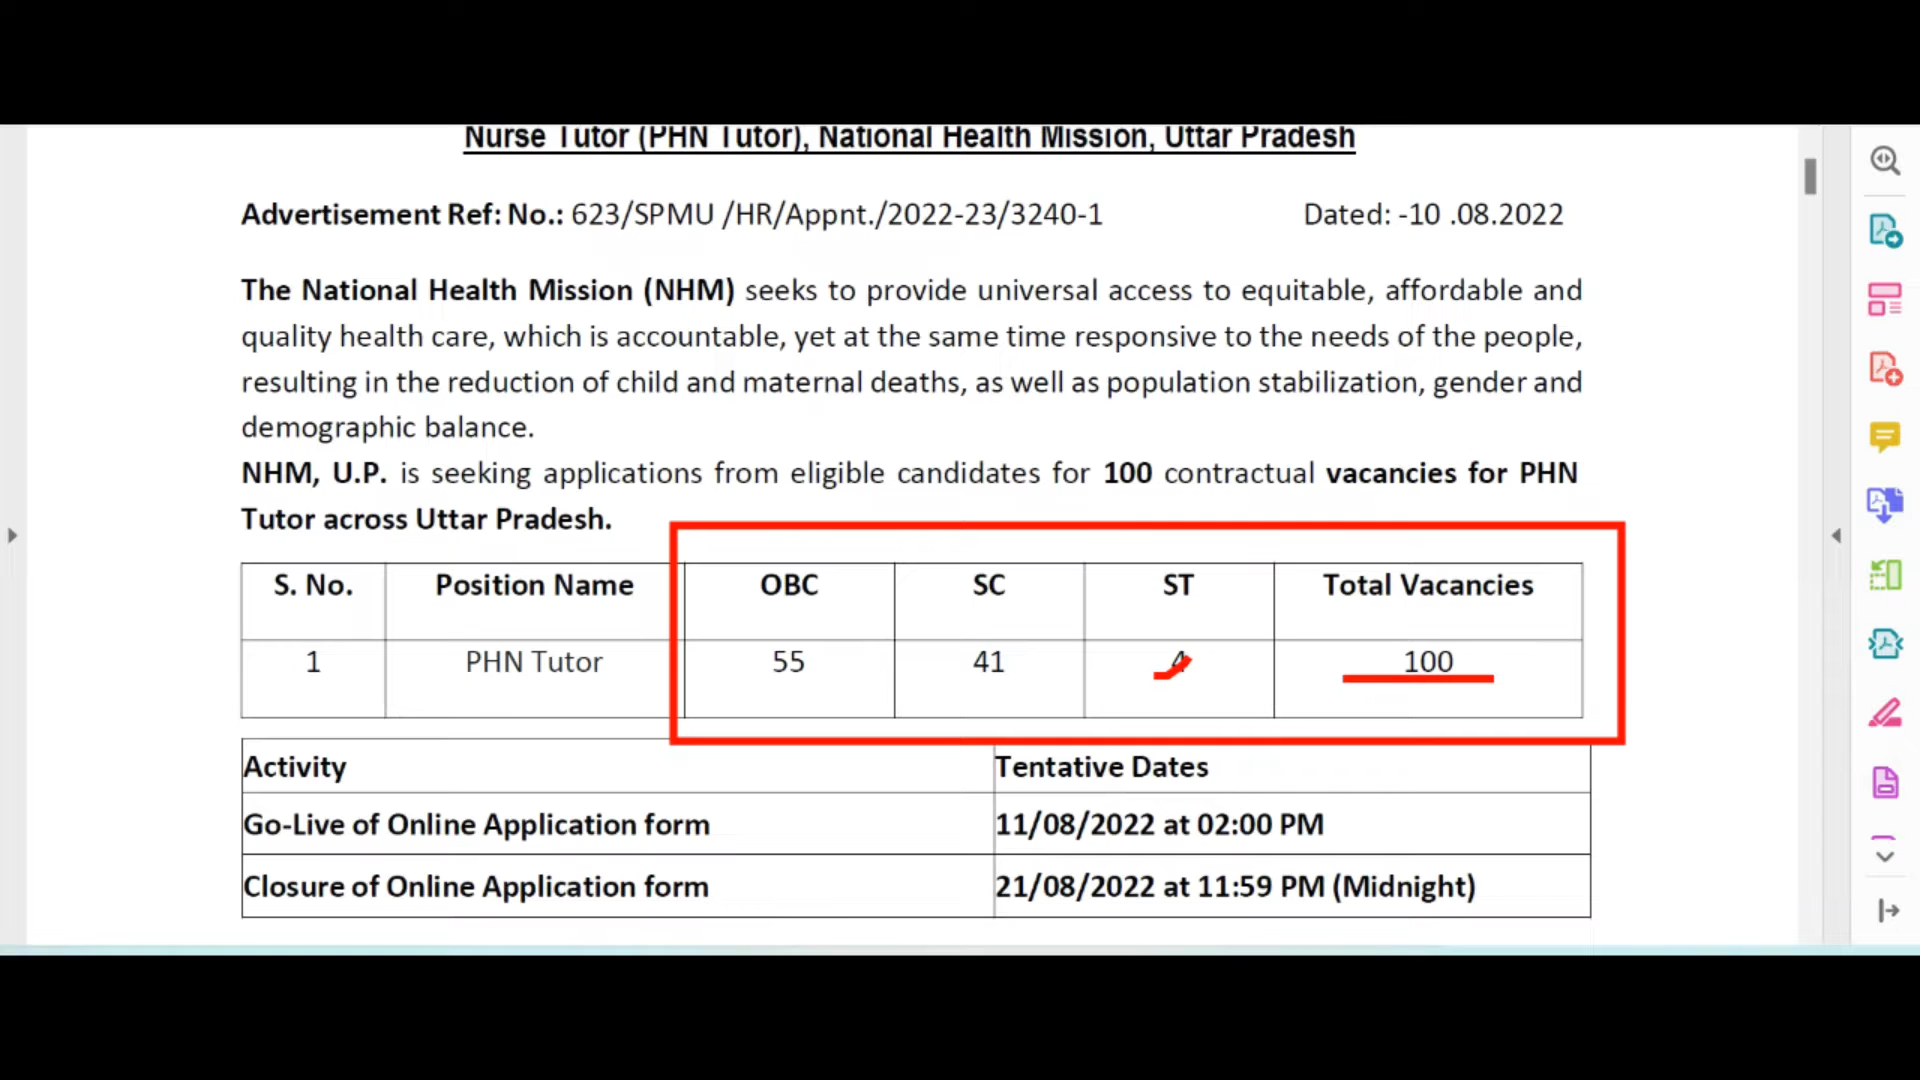 Nurse Tutor (PHN Tutor), National Health Mission, Uttar Pradesh
Advertisement Ref: No.: 623/SPMU /HR/Appnt./2022-23/3240-1 Dated: -10 .08.2022
The National Health Mission (NHM) seeks to provide universal access to equitable, affordable and
quality health care, which is accountable, yet at the same time responsive to the needs of the people,
resulting in the reduction of child and maternal deaths, as well as population stabilization, gender and
demographic balance.
NHM, U.P. is seeking applications from eligible candidates for 100 contractual vacancies for PHN
Tutor across Uttar Pradesh.
S. No. Position Name OBC SC ST Total Vacancies
1 PHN Tutor 55 41 4 100
Activity Tentative Dates
Go-Live of Online Application form 11/08/2022 at 02:00 PM
Closure of Online Application form 21/08/2022 at 11:59 PM (Midnight)